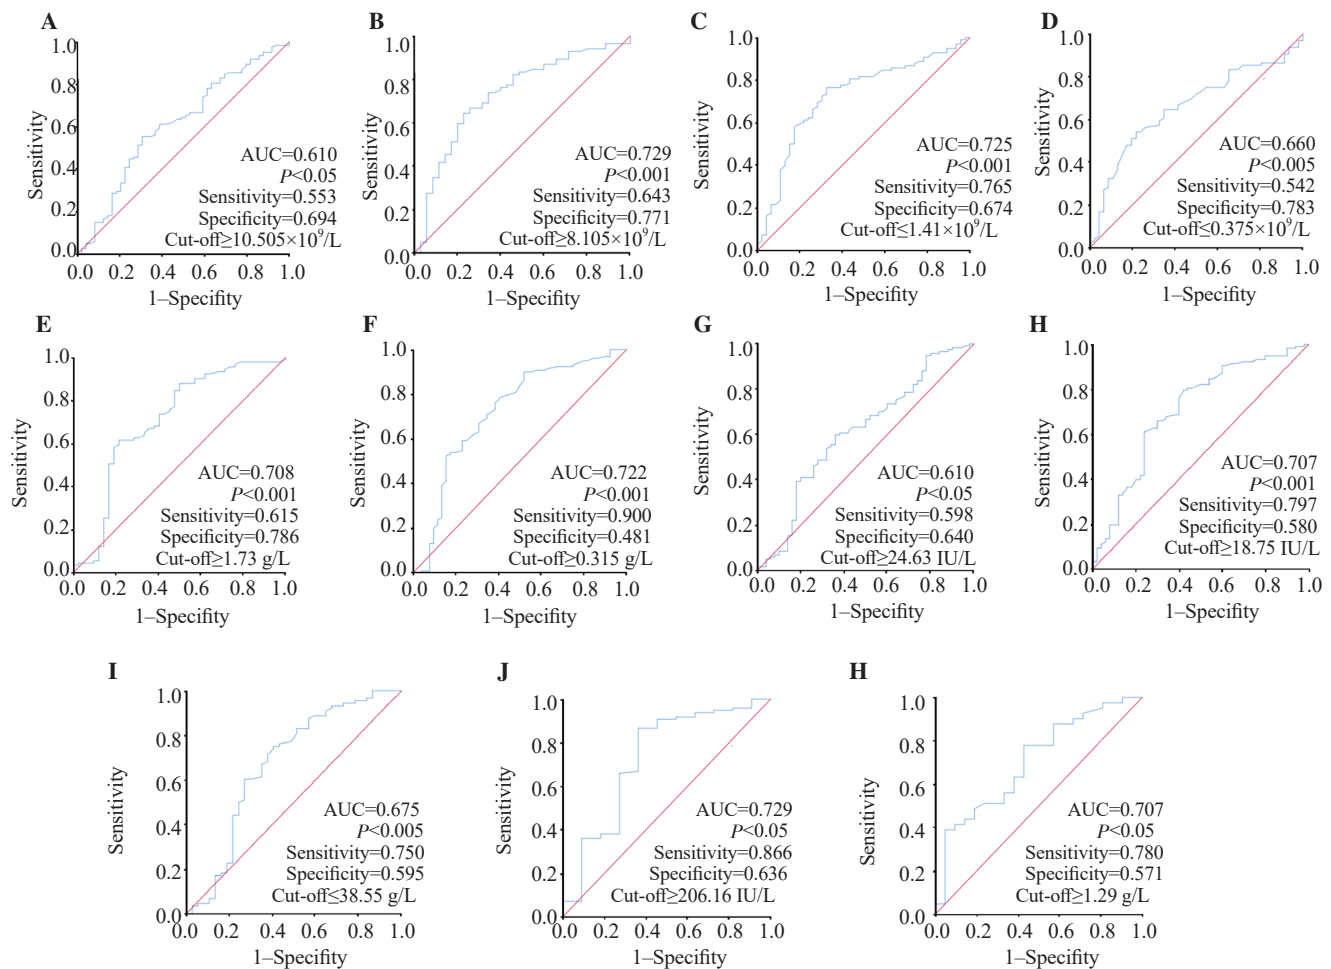 A
1.0
0.8
0.6
0.4
0.2
0.0
Sensitivity
AUC=0.610
P<0.05
Sensitivity=0.553
Specificity=0.694
Cut-off≥10.505×10⁹/L
0.0 0.2 0.4 0.6 0.8 1.0
1–Specifity
B
1.0
0.8
0.6
0.4
0.2
0.0
Sensitivity
AUC=0.729
P<0.001
Sensitivity=0.643
Specificity=0.771
Cut-off≥8.105×10⁹/L
0.0 0.2 0.4 0.6 0.8 1.0
1–Specifity
C
1.0
0.8
0.6
0.4
0.2
0.0
Sensitivity
AUC=0.725
P<0.001
Sensitivity=0.765
Specificity=0.674
Cut-off≤1.41×10⁹/L
0.0 0.2 0.4 0.6 0.8 1.0
1–Specifity
D
1.0
0.8
0.6
0.4
0.2
0.0
Sensitivity
AUC=0.660
P<0.005
Sensitivity=0.542
Specificity=0.783
Cut-off≤0.375×10⁹/L
0.0 0.2 0.4 0.6 0.8 1.0
1–Specifity
E
1.0
0.8
0.6
0.4
0.2
0.0
Sensitivity
AUC=0.708
P<0.001
Sensitivity=0.615
Specificity=0.786
Cut-off≥1.73 g/L
0.0 0.2 0.4 0.6 0.8 1.0
1–Specifity
F
1.0
0.8
0.6
0.4
0.2
0.0
Sensitivity
AUC=0.722
P<0.001
Sensitivity=0.900
Specificity=0.481
Cut-off≥0.315 g/L
0.0 0.2 0.4 0.6 0.8 1.0
1–Specifity
G
1.0
0.8
0.6
0.4
0.2
0.0
Sensitivity
AUC=0.610
P<0.05
Sensitivity=0.598
Specificity=0.640
Cut-off≥24.63 IU/L
0.0 0.2 0.4 0.6 0.8 1.0
1–Specifity
H
1.0
0.8
0.6
0.4
0.2
0.0
Sensitivity
AUC=0.707
P<0.001
Sensitivity=0.797
Specificity=0.580
Cut-off≥18.75 IU/L
0.0 0.2 0.4 0.6 0.8 1.0
1–Specifity
I
1.0
0.8
0.6
0.4
0.2
0.0
Sensitivity
AUC=0.675
P<0.005
Sensitivity=0.750
Specificity=0.595
Cut-off≤38.55 g/L
0.0 0.2 0.4 0.6 0.8 1.0
1–Specifity
J
1.0
0.8
0.6
0.4
0.2
0.0
Sensitivity
AUC=0.729
P<0.05
Sensitivity=0.866
Specificity=0.636
Cut-off≥206.16 IU/L
0.0 0.2 0.4 0.6 0.8 1.0
1–Specifity
H
1.0
0.8
0.6
0.4
0.2
0.0
Sensitivity
AUC=0.707
P<0.05
Sensitivity=0.780
Specificity=0.571
Cut-off≥1.29 g/L
0.0 0.2 0.4 0.6 0.8 1.0
1–Specifity